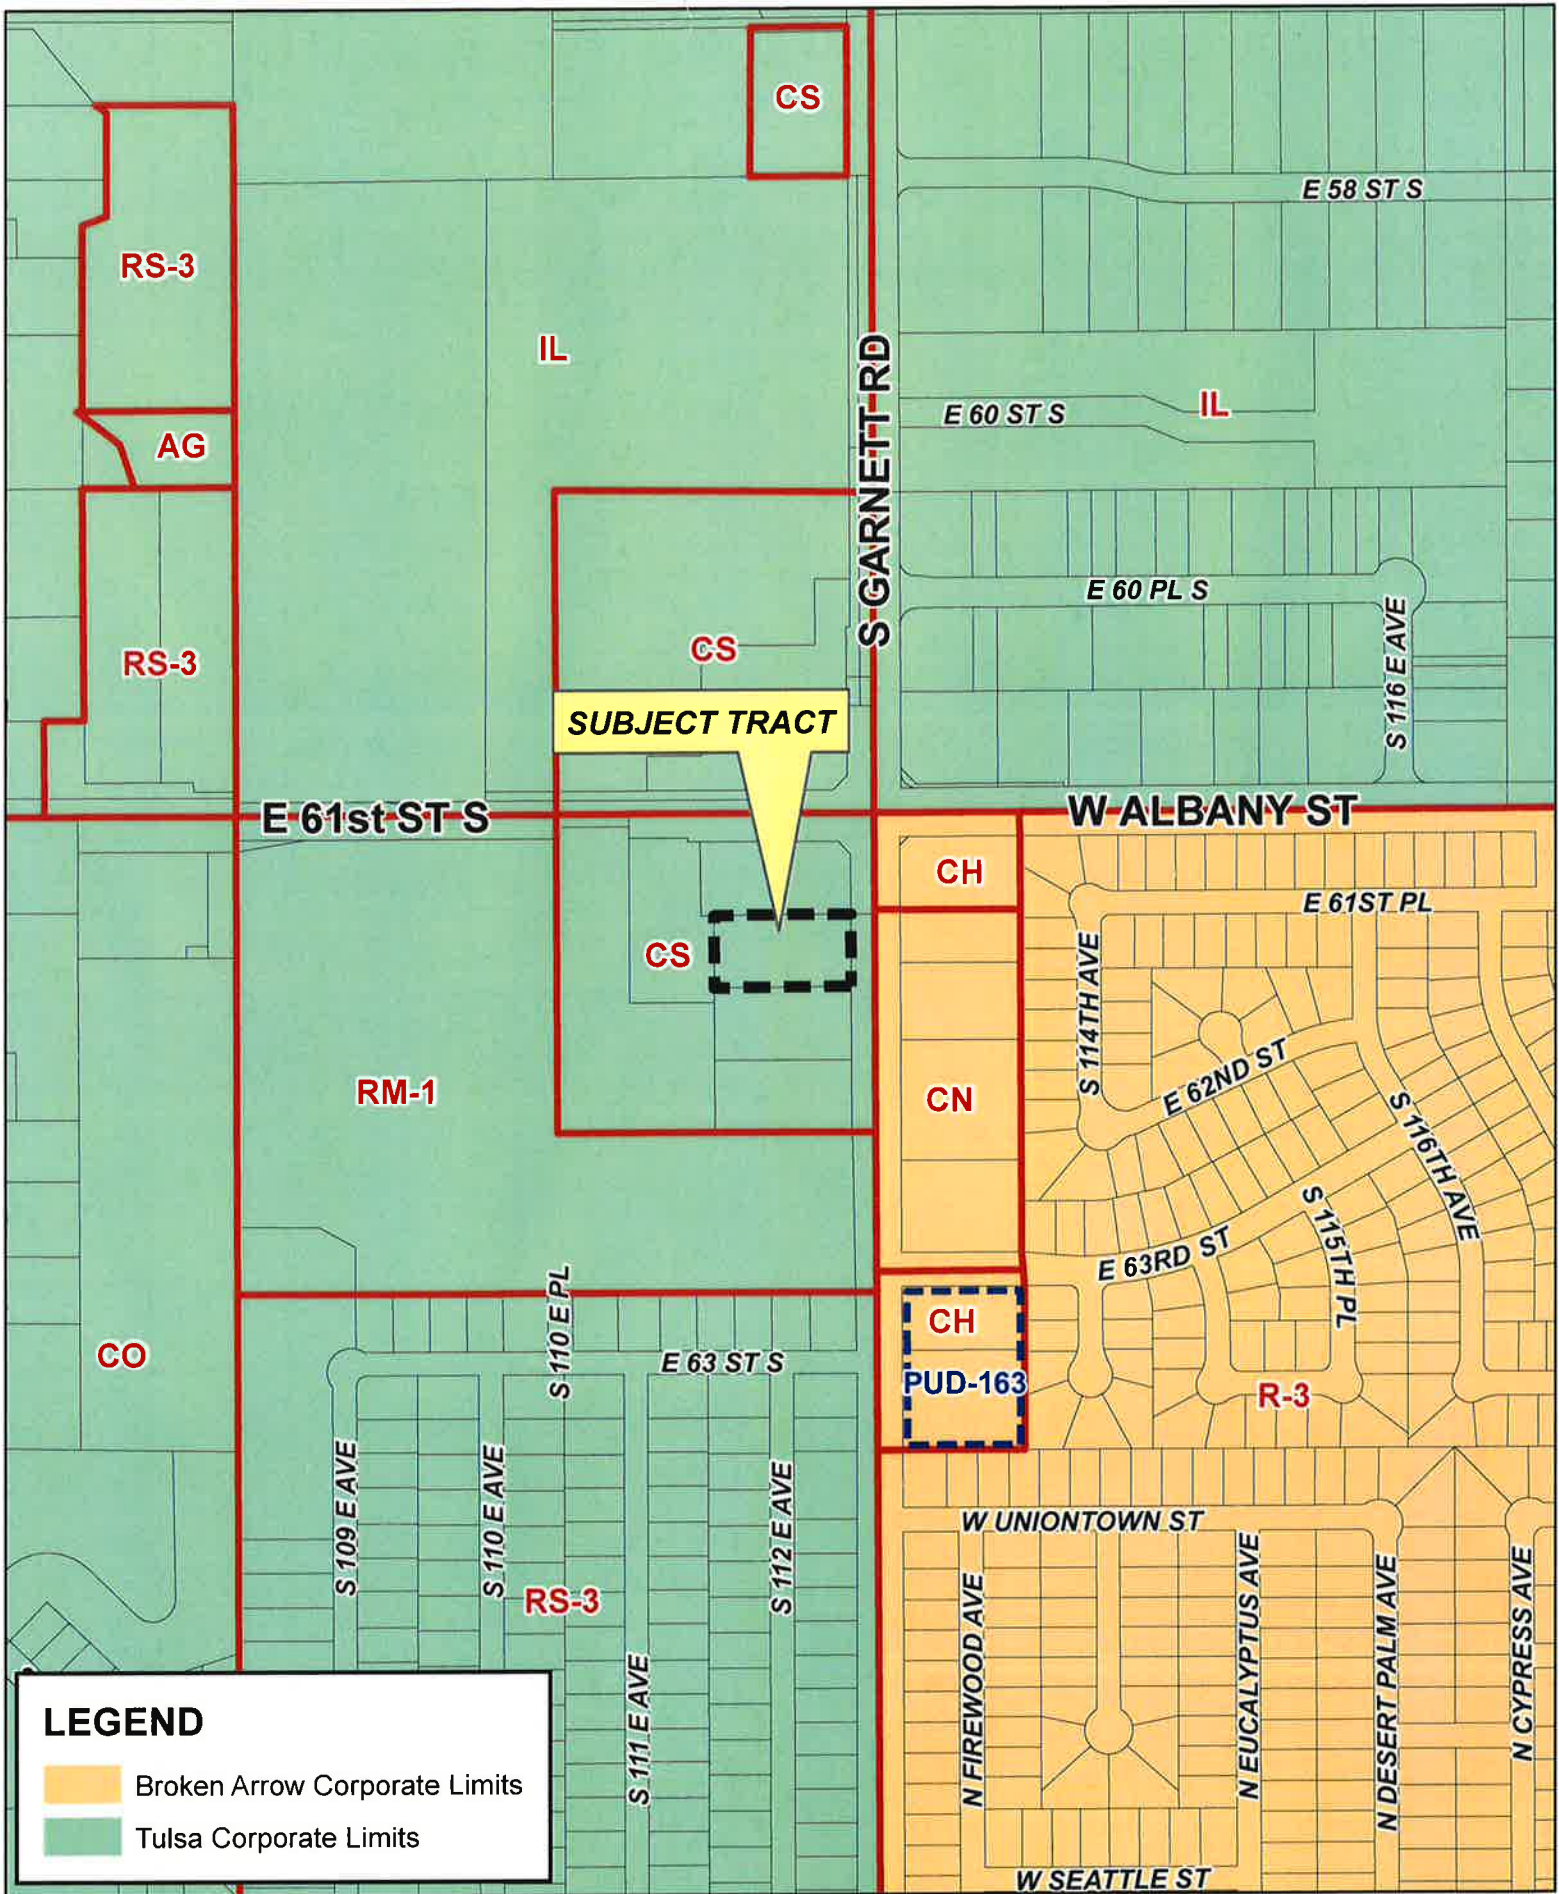 CS
E 58 ST S
RS-3
IL
S GARNETT RD
E 60 ST S
IL
AG
E 60 PL S
S 116 E AVE
CS
RS-3
SUBJECT TRACT
E 61st ST S
W ALBANY ST
CH
E 61ST PL
CS
S 114TH AVE
E 62ND ST
RM-1
CN
S 116TH AVE
S 115TH PL
E 63RD ST
S 110 E PL
CH
CO
E 63 ST S
PUD-163
R-3
S 109 E AVE
S 110 E AVE
S 112 E AVE
W UNIONTOWN ST
RS-3
N FIREWOOD AVE
N EUCALYPTUS AVE
N DESERT PALM AVE
N CYPRESS AVE
S 111 E AVE
LEGEND
Broken Arrow Corporate Limits
Tulsa Corporate Limits
W SEATTLE ST